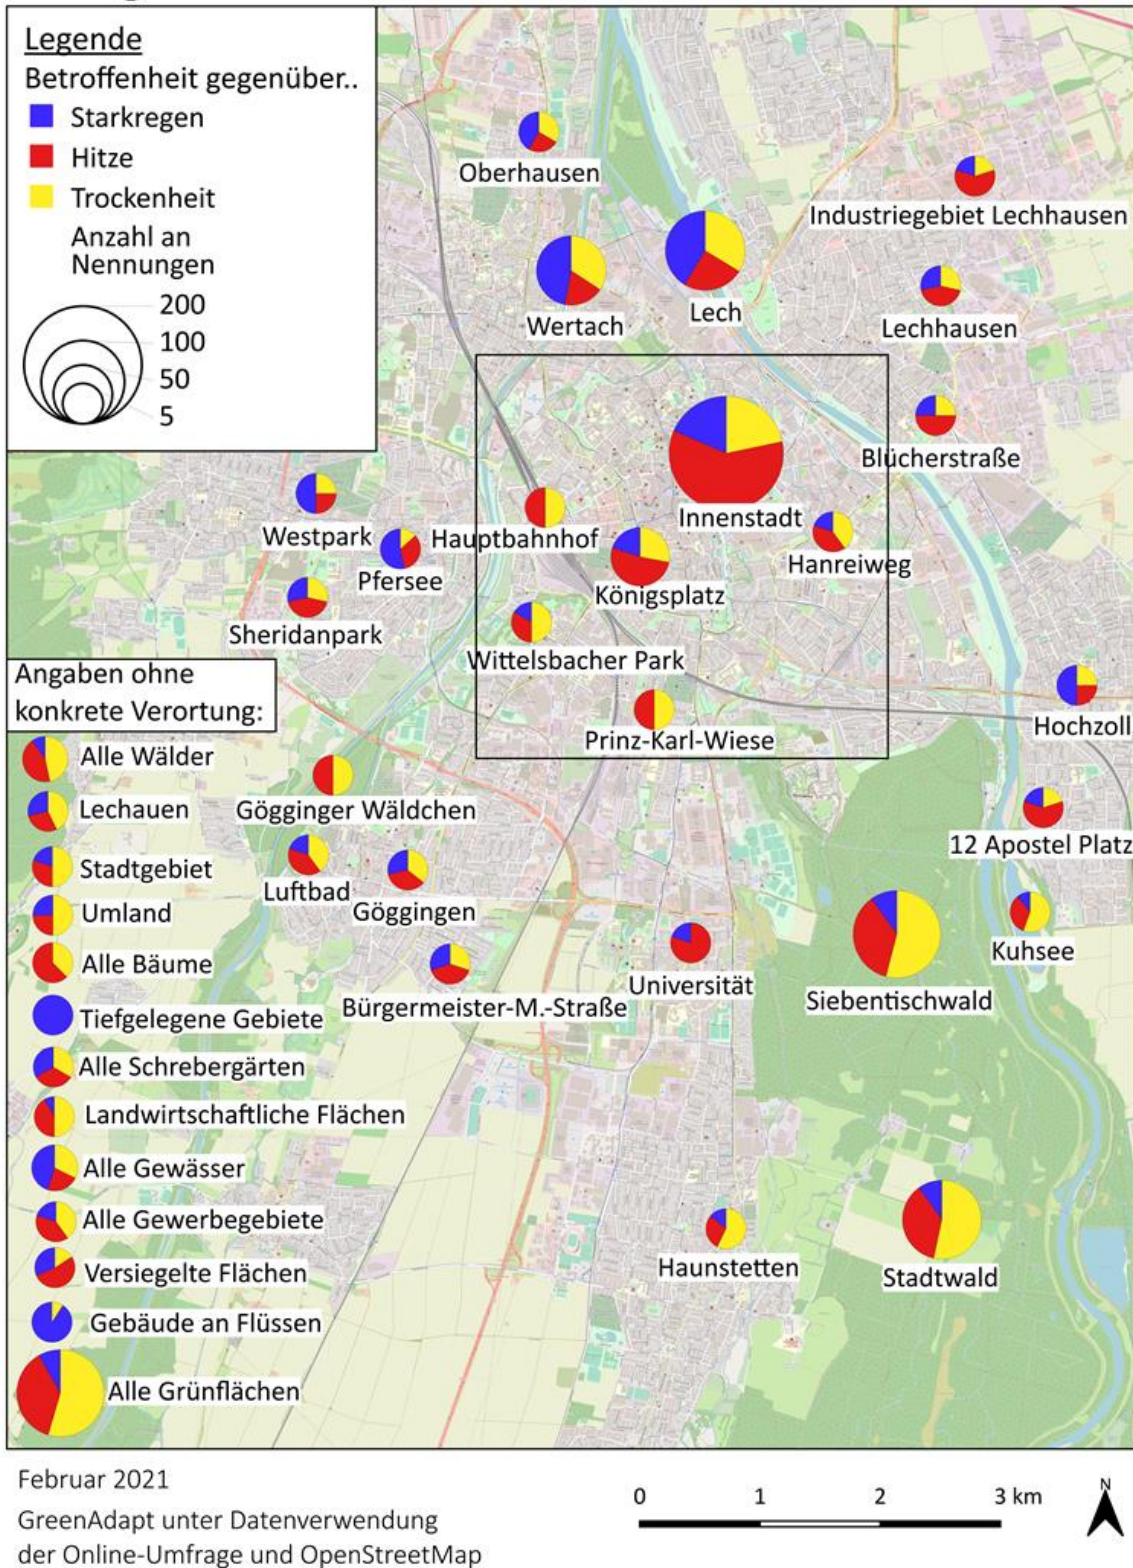 Legende
Betroffenheit gegenüber..
Starkregen
Hitze
Trockenheit
Anzahl an
Nennungen
200
100
50
5
Oberhausen
Industriegebiet Lechhausen
Wertach
Lech
Lechhausen
Blücherstraße
Innenstadt
Westpark
Hauptbahnhof
Hanreiweg
Pfersee
Königsplatz
Sheridanpark
Wittelsbacher Park
Hochzoll
Prinz-Karl-Wiese
Angaben ohne
konkrete Verortung:
Alle Wälder
Lechauen
Stadtgebiet
Umland
Alle Bäume
Tiefgelegene Gebiete
Alle Schrebergärten
Landwirtschaftliche Flächen
Alle Gewässer
Alle Gewerbegebiete
Versiegelte Flächen
Gebäude an Flüssen
Alle Grünflächen
Gögginger Wäldchen
12 Apostel Platz
Luftbad
Göggingen
Kuhsee
Universität
Siebentischwald
Bürgermeister-M.-Straße
Haunstetten
Stadtwald
Februar 2021
GreenAdapt unter Datenverwendung
der Online-Umfrage und OpenStreetMap
0 1 2 3 km
N